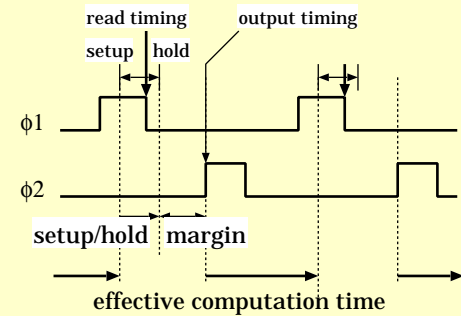 read timing output timing
setup hold
ϕ1
ϕ2
setup/hold margin
effective computation time